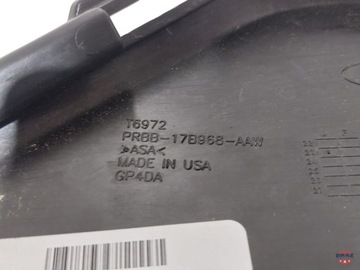 T6972
PR8B-17B968-AAW
>ASA<
MADE IN USA
GP4DA